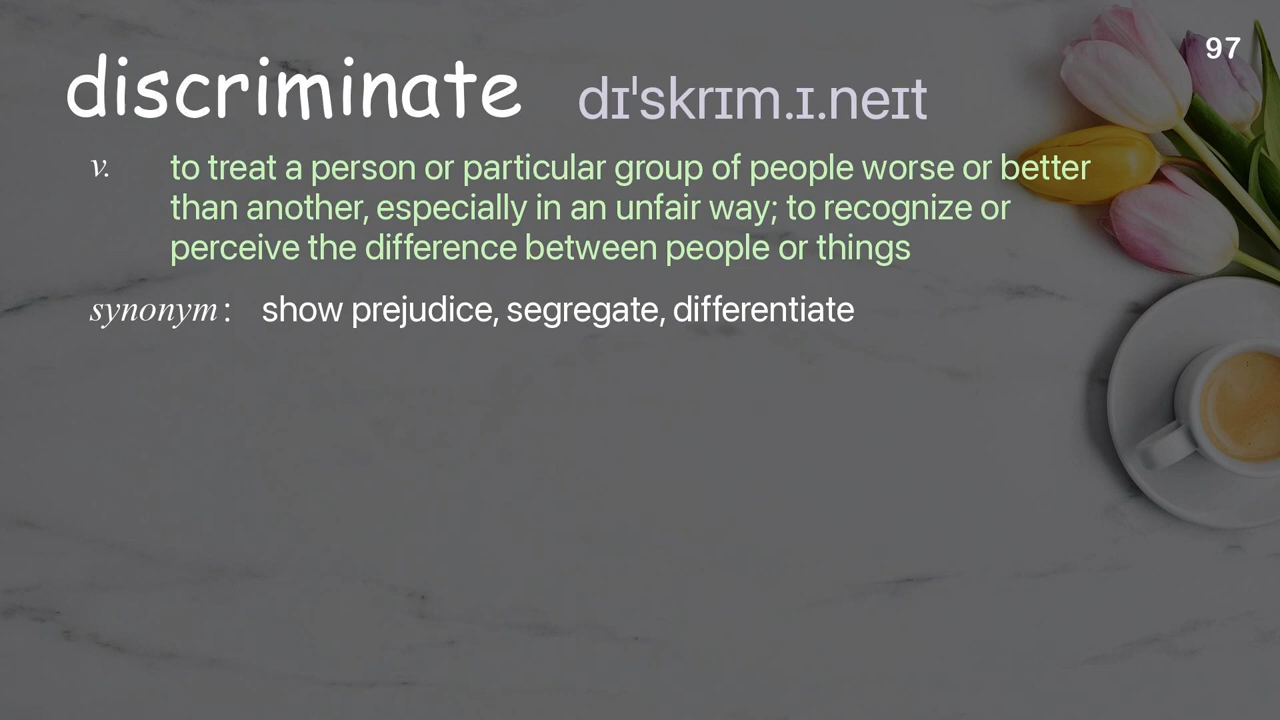 97
discriminate dɪˈskrɪm.ɪ.neɪt
v. to treat a person or particular group of people worse or better
than another, especially in an unfair way; to recognize or
perceive the difference between people or things
synonym: show prejudice, segregate, differentiate